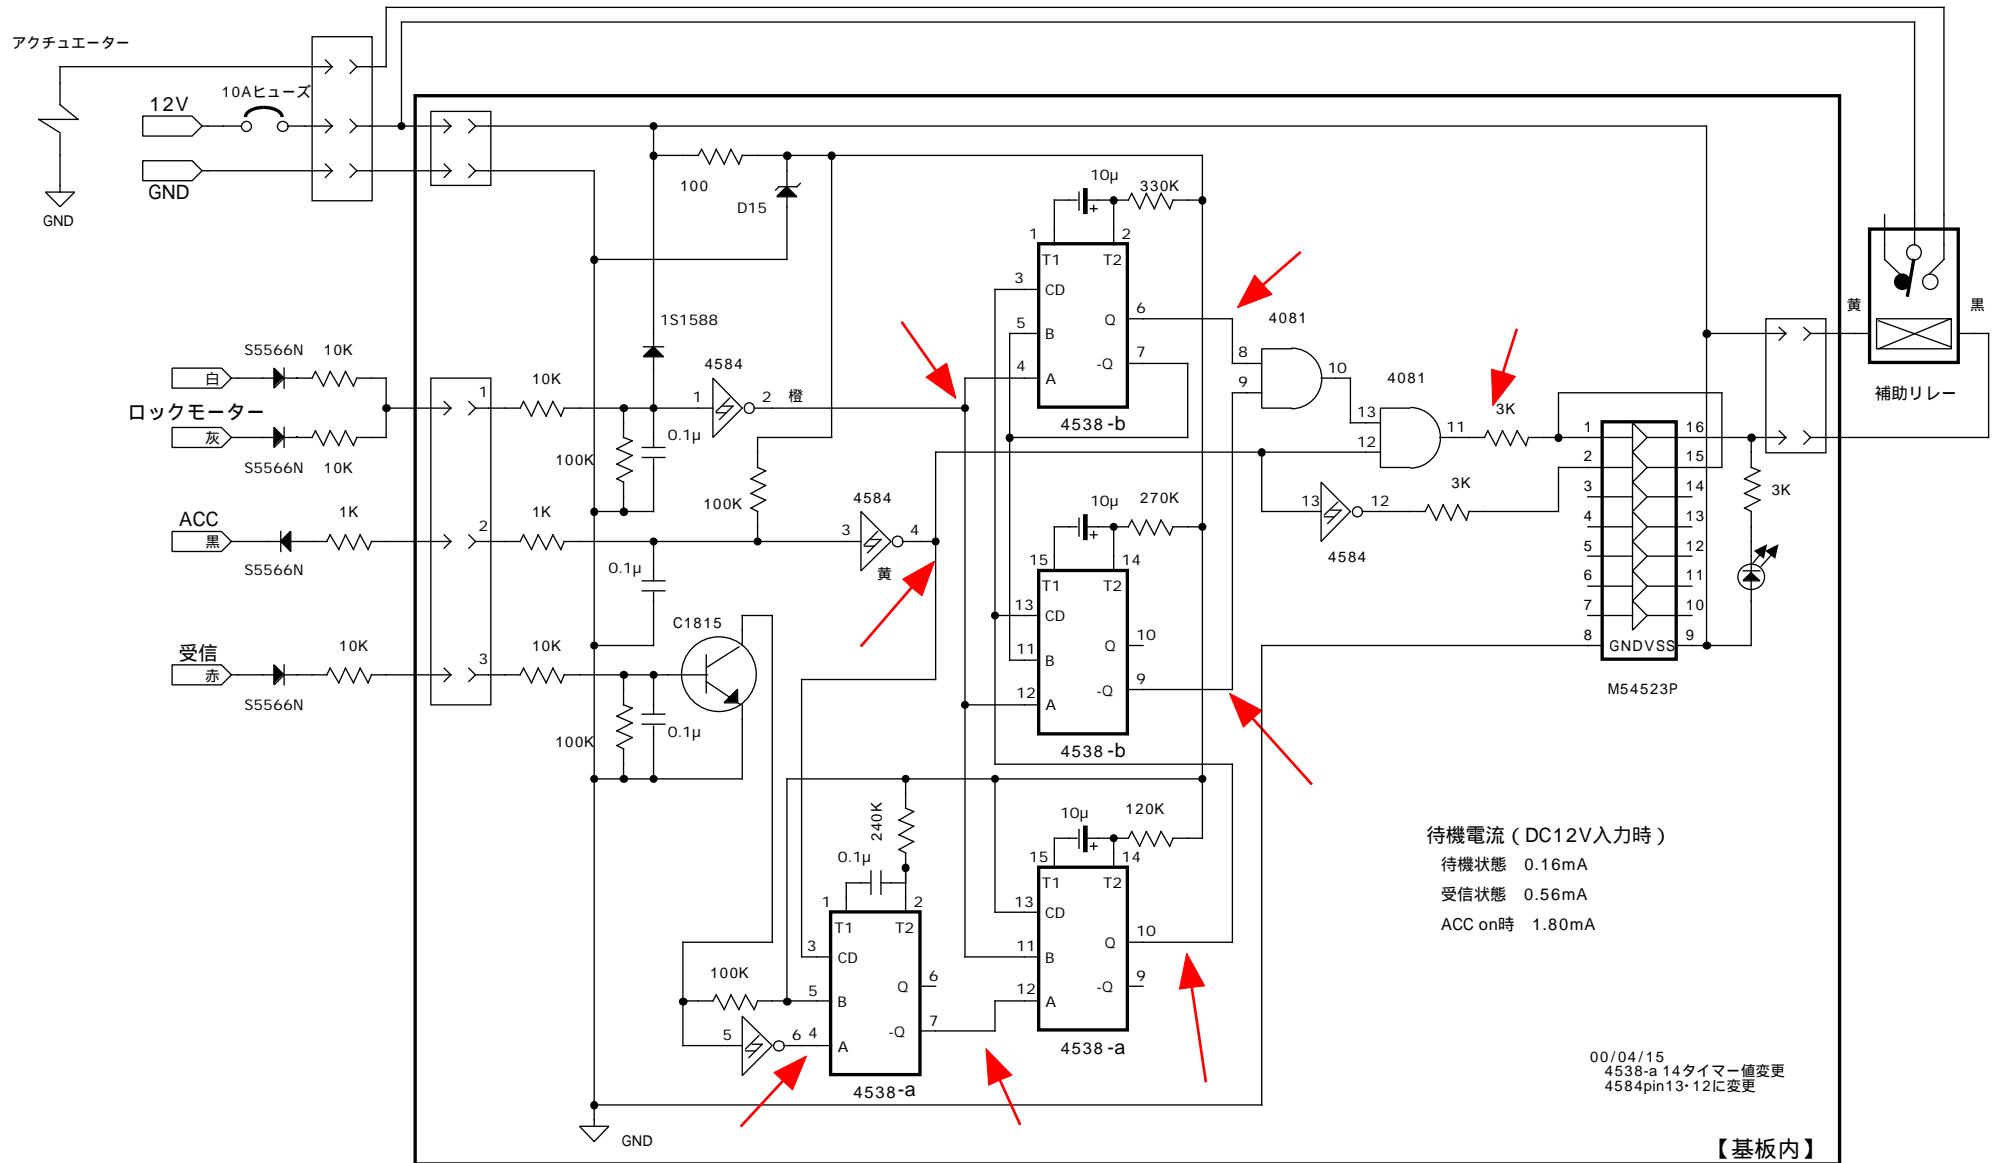 アクチュエーター
12V
10Aヒューズ
GND
GND
100
D15
10µ
330K
1
2
T1
T2
3
CD
5
B
Q
6
-Q
7
4
A
4538-b
1S1588
4584
1
2
橙
S5566N
10K
白
ロックモーター
灰
S5566N
10K
1
10K
100K
0.1µ
100K
ACC
黒
1K
S5566N
2
1K
0.1µ
3
4584
4
黄
受信
赤
10K
S5566N
3
10K
C1815
100K
0.1µ
10µ
270K
15
14
T1
T2
13
CD
Q
10
11
B
12
A
-Q
9
4538-b
4081
8
9
10
4081
13
12
11
3K
13
12
4584
3K
1
2
3
4
5
6
7
8
16
15
14
13
12
11
10
9
GNDVSS
M54523P
3K
黄
黒
補助リレー
240K
0.1µ
1
2
T1
T2
3
CD
Q
6
100K
5
B
-Q
7
5
6
4
A
4538-a
10µ
120K
15
14
T1
T2
13
CD
Q
10
11
B
-Q
9
12
A
4538-a
待機電流(DC12V入力時)
待機状態 0.16mA
受信状態 0.56mA
ACC on時 1.80mA
00/04/15
4538-a 14タイマー値変更
4584pin13・12に変更
GND
【基板内】